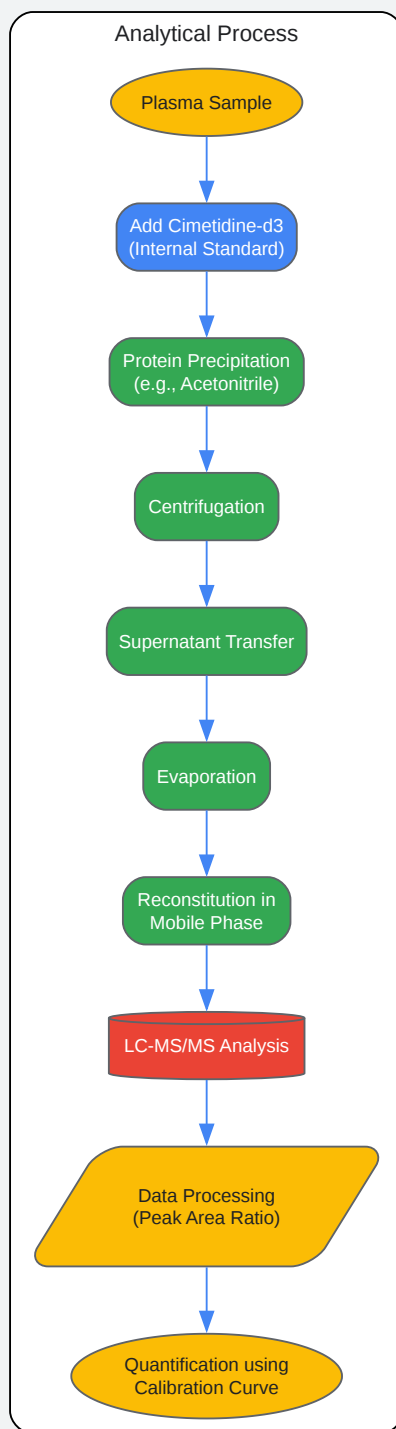 Analytical Process
Plasma Sample
Add Cimetidine-d3
(Internal Standard)
Protein Precipitation
(e.g., Acetonitrile)
Centrifugation
Supernatant Transfer
Evaporation
Reconstitution in
Mobile Phase
LC-MS/MS Analysis
Data Processing
(Peak Area Ratio)
Quantification using
Calibration Curve